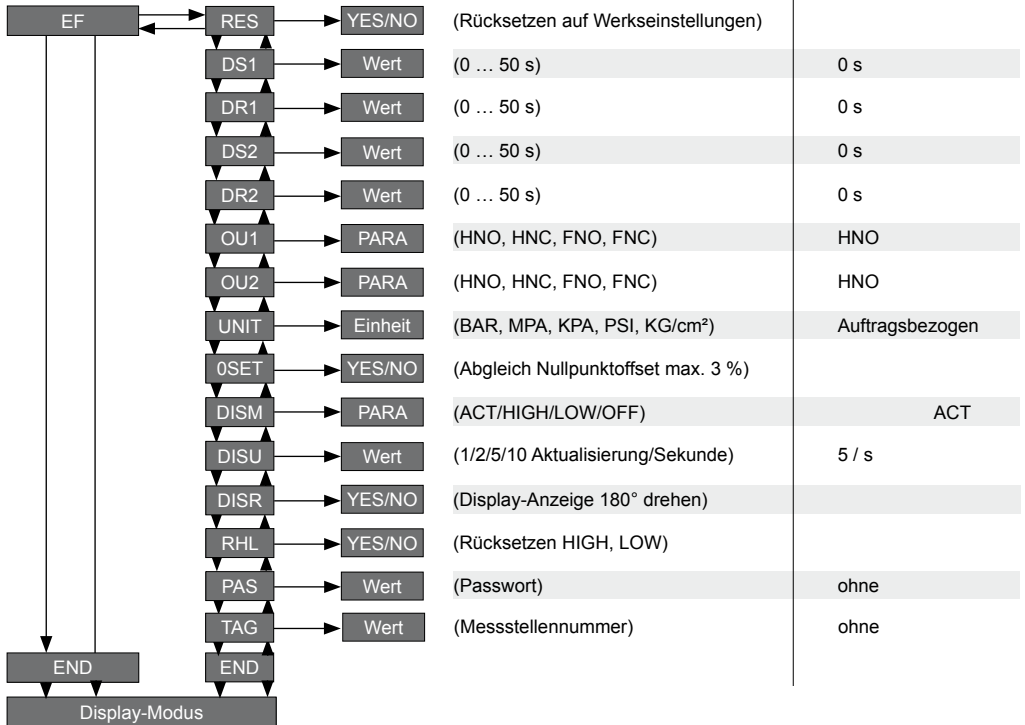 EF RES YES/NO (Rücksetzen auf Werkseinstellungen)
DS1 Wert (0 … 50 s) 0 s
DR1 Wert (0 … 50 s) 0 s
DS2 Wert (0 … 50 s) 0 s
DR2 Wert (0 … 50 s) 0 s
OU1 PARA (HNO, HNC, FNO, FNC) HNO
OU2 PARA (HNO, HNC, FNO, FNC) HNO
UNIT Einheit (BAR, MPA, KPA, PSI, KG/cm²) Auftragsbezogen
0SET YES/NO (Abgleich Nullpunktoffset max. 3 %)
DISM PARA (ACT/HIGH/LOW/OFF) ACT
DISU Wert (1/2/5/10 Aktualisierung/Sekunde) 5 / s
DISR YES/NO (Display-Anzeige 180° drehen)
RHL YES/NO (Rücksetzen HIGH, LOW)
PAS Wert (Passwort) ohne
TAG Wert (Messstellennummer) ohne
END END
Display-Modus